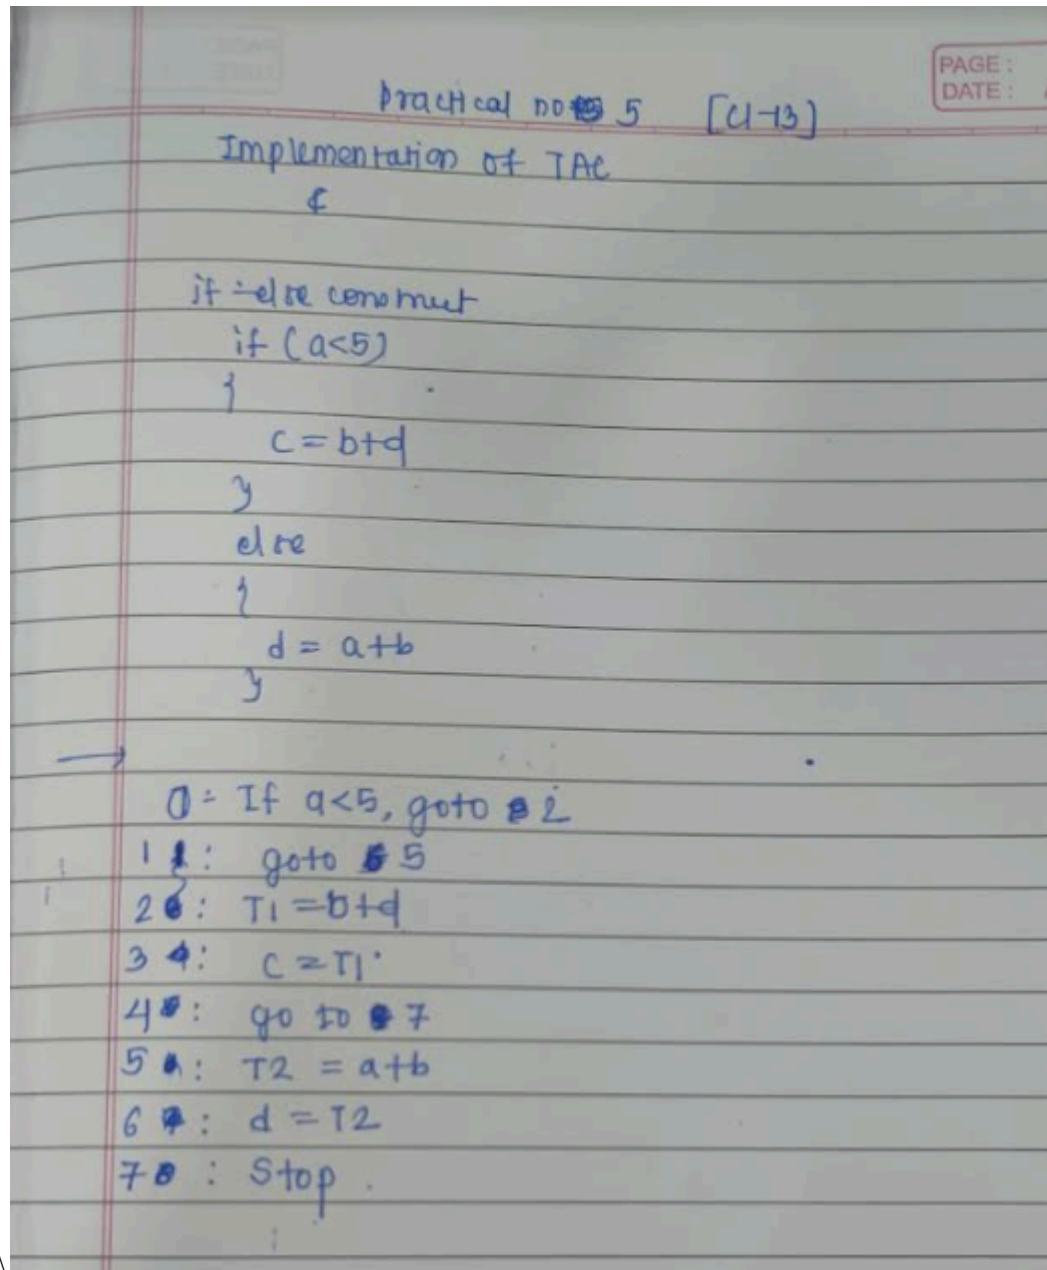 PAGE :
DATE :
Practical no 5 [CL-13]
Implementation of TAC
if -else construct
if (a<5)
{
c = b+d
}
else
{
d = a+b
}
→
0: If a<5, goto 2
1 : goto 5
2 : T1 = b+d
3 : c = T1
4 : go to 7
5 : T2 = a+b
6 : d = T2
7 : Stop.